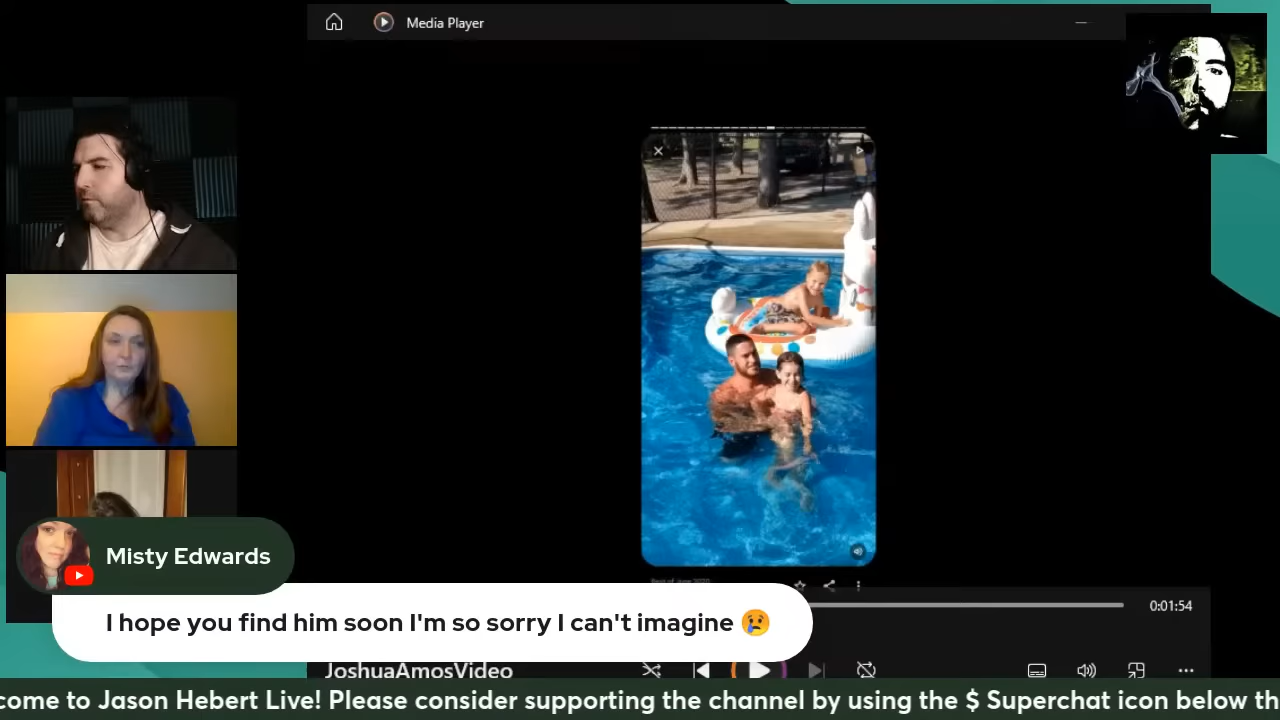 Media Player
Misty Edwards
I hope you find him soon I'm so sorry I can't imagine 😢
0:01:54
JoshuaAmosVideo
come to Jason Hebert Live! Please consider supporting the channel by using the $ Superchat icon below th